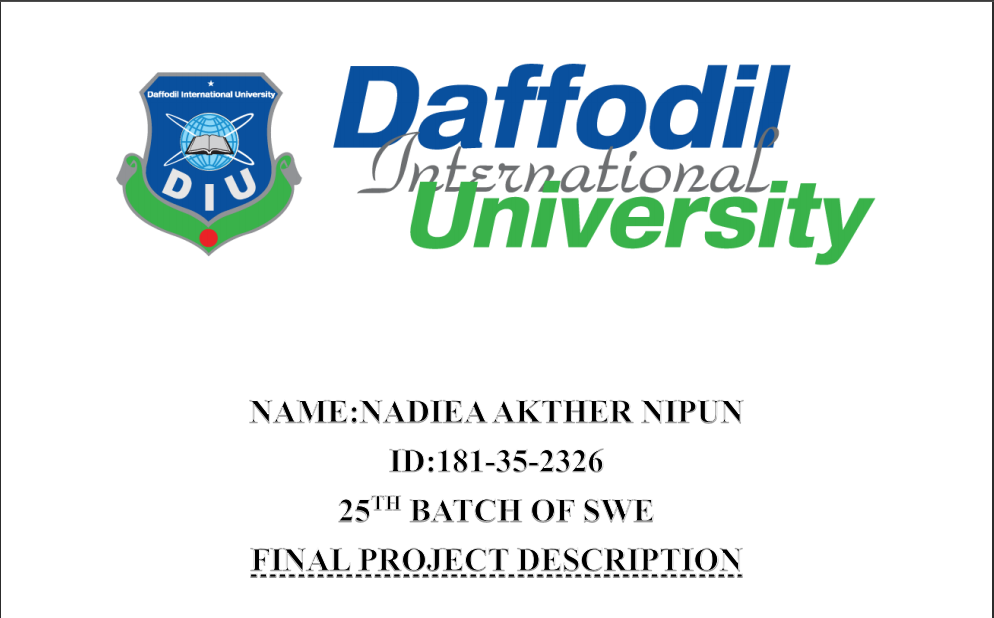 Daffodil International University
DIU
Daffodil
International
University
NAME:NADIEA AKTHER NIPUN
ID:181-35-2326
25TH BATCH OF SWE
FINAL PROJECT DESCRIPTION